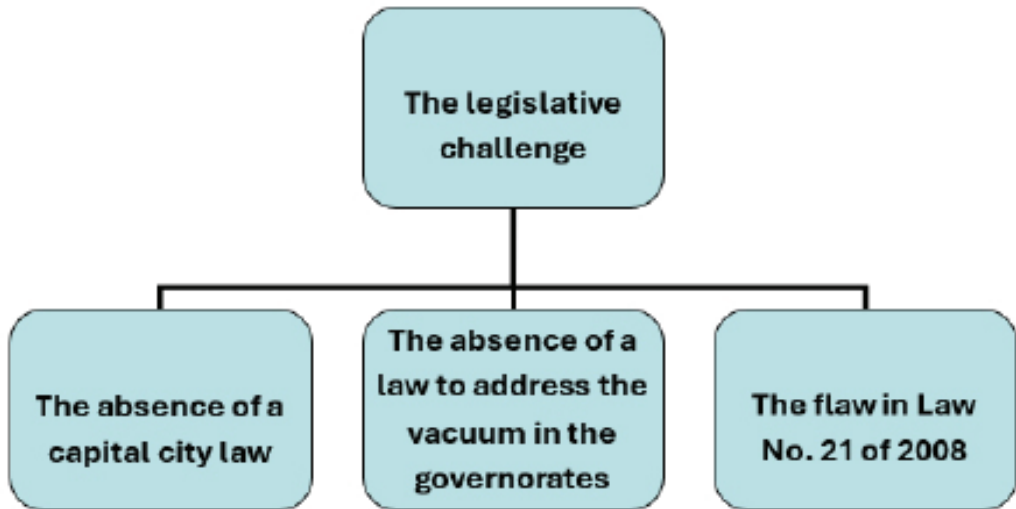 The legislative
challenge
The absence of a
capital city law
The absence of a
law to address the
vacuum in the
governorates
The flaw in Law
No. 21 of 2008